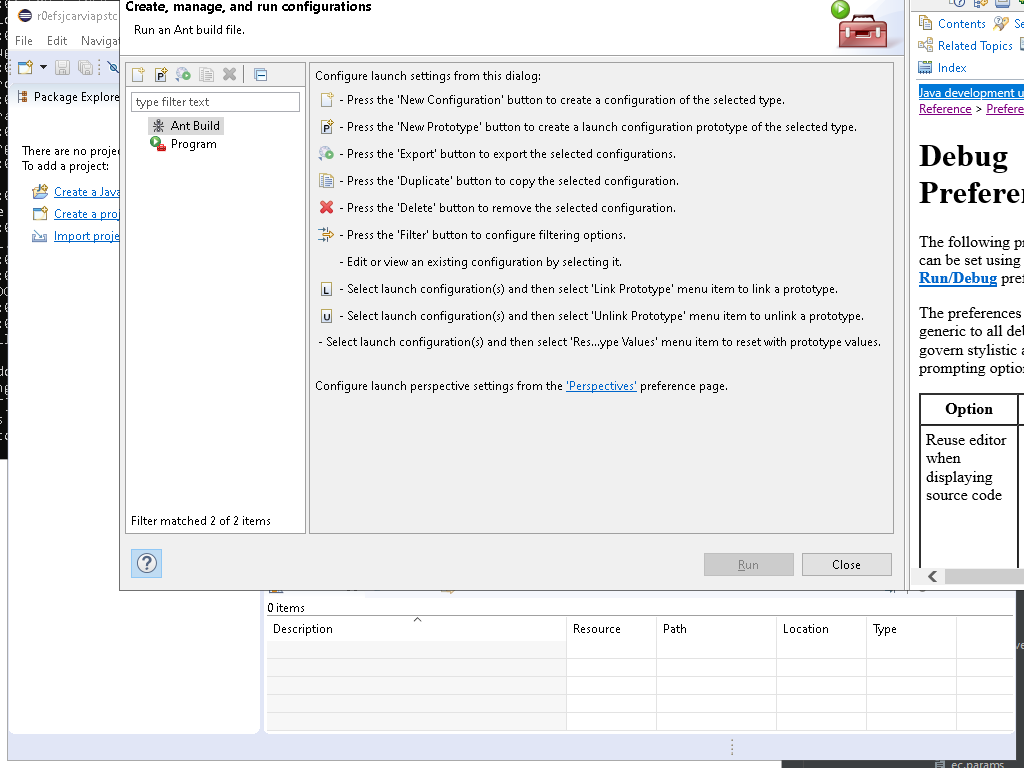 r0efsjcarviapstc
File Edit Naviga
Package Explore
There are no projec
To add a project:
Create a Java
Create a proj
Import proje
Create, manage, and run configurations
Run an Ant build file.
type filter text
Ant Build
Program
Filter matched 2 of 2 items
Configure launch settings from this dialog:
- Press the 'New Configuration' button to create a configuration of the selected type.
- Press the 'New Prototype' button to create a launch configuration prototype of the selected type.
- Press the 'Export' button to export the selected configurations.
- Press the 'Duplicate' button to copy the selected configuration.
- Press the 'Delete' button to remove the selected configuration.
- Press the 'Filter' button to configure filtering options.
- Edit or view an existing configuration by selecting it.
L - Select launch configuration(s) and then select 'Link Prototype' menu item to link a prototype.
U - Select launch configuration(s) and then select 'Unlink Prototype' menu item to unlink a prototype.
- Select launch configuration(s) and then select 'Res...ype Values' menu item to reset with prototype values.
Configure launch perspective settings from the 'Perspectives' preference page.
?
Run Close
Contents Se
Related Topics
Index
Java development u
Reference > Prefere
Debug
Preferen
The following pr
can be set using
Run/Debug pref
The preferences
generic to all deb
govern stylistic a
prompting option
Option
Reuse editor
when
displaying
source code
0 items
Description Resource Path Location Type
ec.params